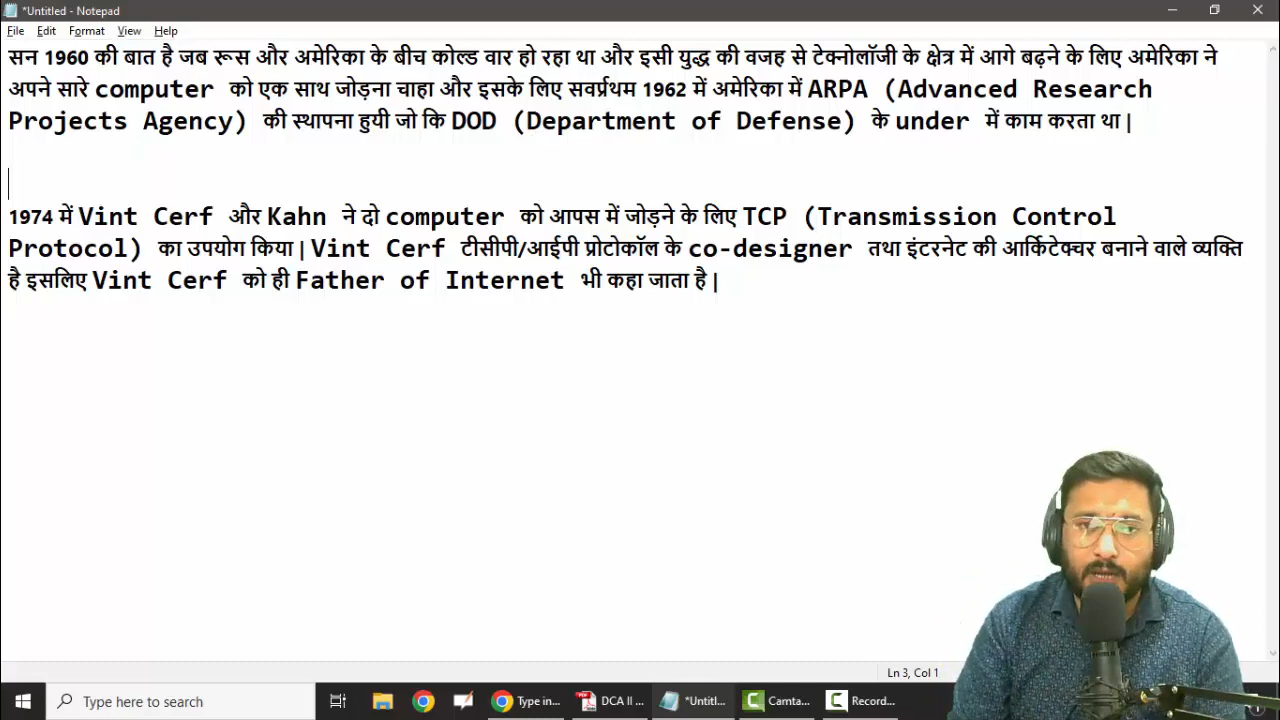 *Untitled - Notepad
File Edit Format View Help
सन 1960 की बात है जब रूस और अमेरिका के बीच कोल्ड वार हो रहा था और इसी युद्ध की वजह से टेक्नोलॉजी के क्षेत्र में आगे बढ़ने के लिए अमेरिका ने
अपने सारे computer को एक साथ जोड़ना चाहा और इसके लिए सवर्प्रथम 1962 में अमेरिका में ARPA (Advanced Research
Projects Agency) की स्थापना हुयी जो कि DOD (Department of Defense) के under में काम करता था |
1974 में Vint Cerf और Kahn ने दो computer को आपस में जोड़ने के लिए TCP (Transmission Control
Protocol) का उपयोग किया | Vint Cerf टीसीपी/आईपी प्रोटोकॉल के co-designer तथा इंटरनेट की आर्किटेक्चर बनाने वाले व्यक्ति
है इसलिए Vint Cerf को ही Father of Internet भी कहा जाता है |
Ln 3, Col 1
Type here to search Type in... DCA II ... *Untitl... Camta... Record...